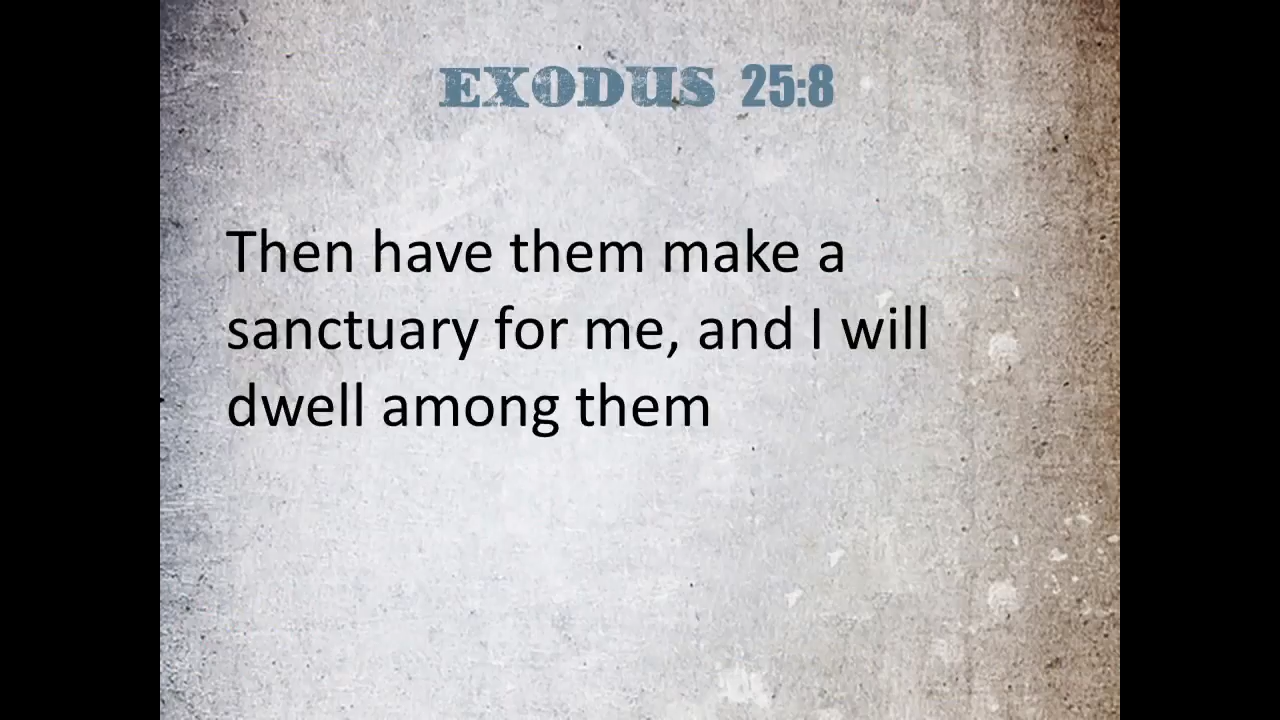 EXODUS 25:8
Then have them make a
sanctuary for me, and I will
dwell among them